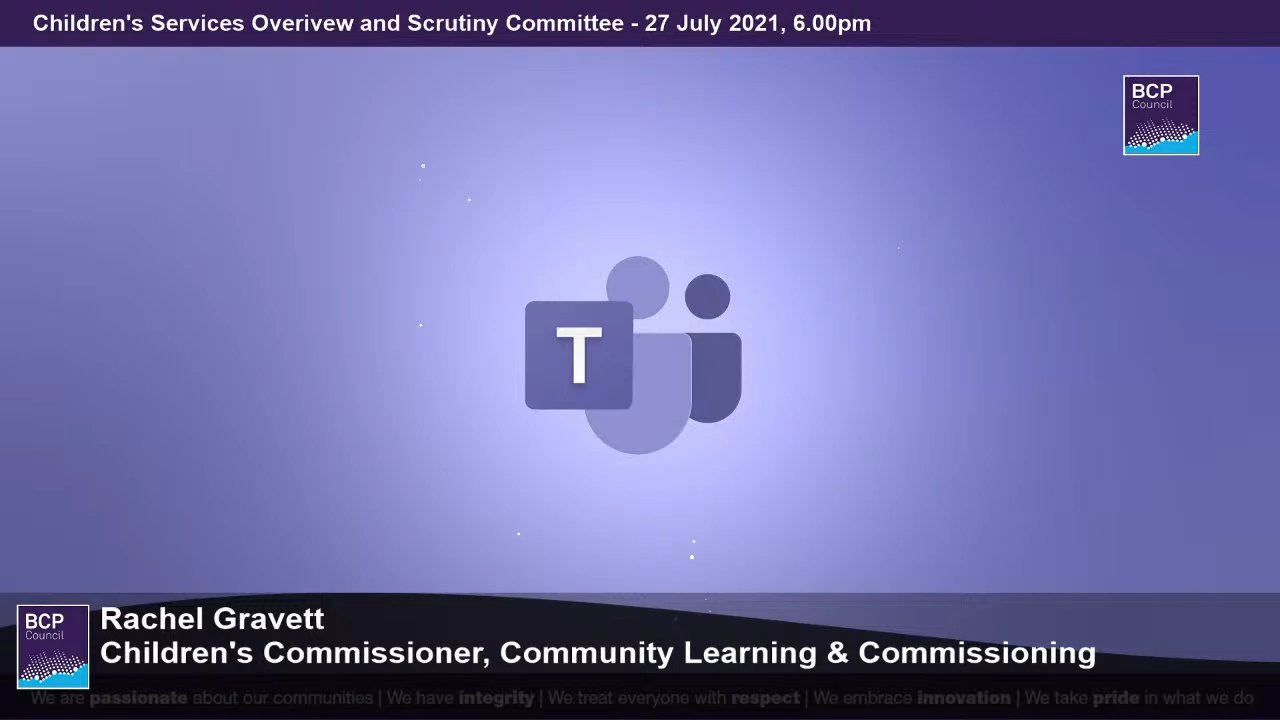 Children's Services Overivew and Scrutiny Committee - 27 July 2021, 6.00pm
BCP
Council
T
BCP
Council
Rachel Gravett
Children's Commissioner, Community Learning & Commissioning
We are passionate about our communities | We have integrity | We treat everyone with respect | We embrace innovation | We take pride in what we do